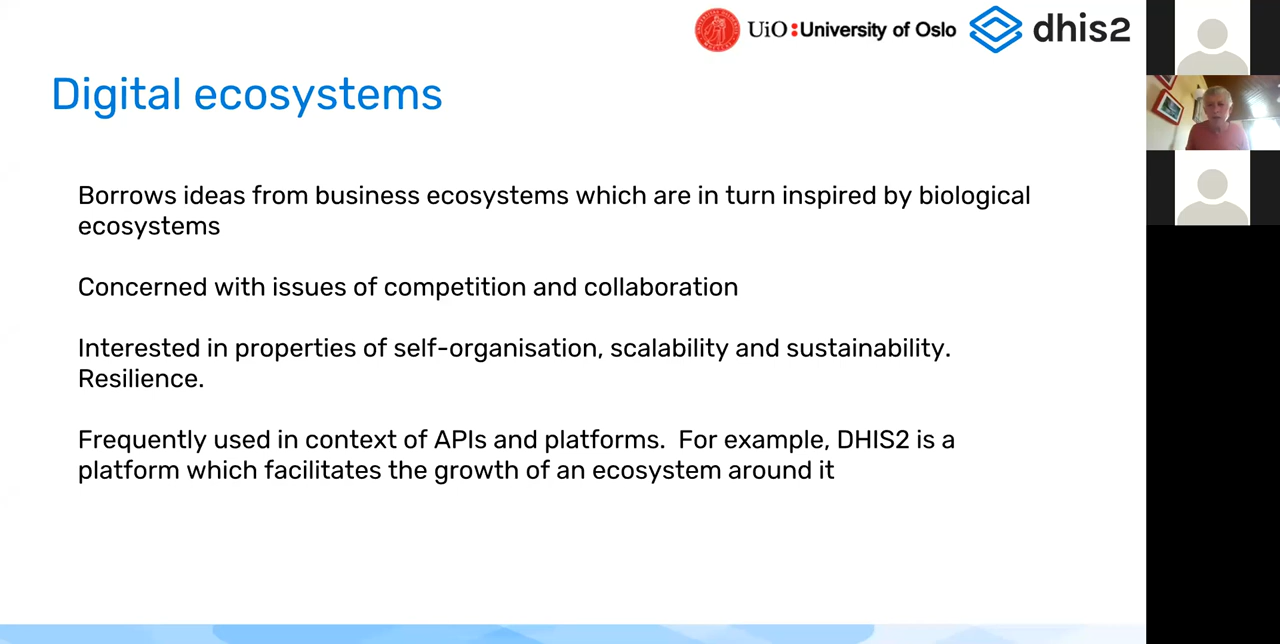 UiO : University of Oslo
dhis2
Digital ecosystems
Borrows ideas from business ecosystems which are in turn inspired by biological
ecosystems
Concerned with issues of competition and collaboration
Interested in properties of self-organisation, scalability and sustainability.
Resilience.
Frequently used in context of APIs and platforms.  For example, DHIS2 is a
platform which facilitates the growth of an ecosystem around it